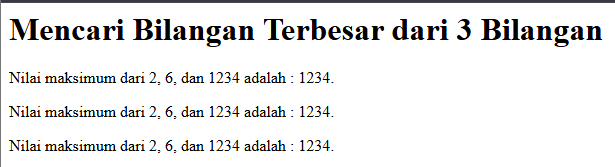 Mencari Bilangan Terbesar dari 3 Bilangan
Nilai maksimum dari 2, 6, dan 1234 adalah : 1234.
Nilai maksimum dari 2, 6, dan 1234 adalah : 1234.
Nilai maksimum dari 2, 6, dan 1234 adalah : 1234.